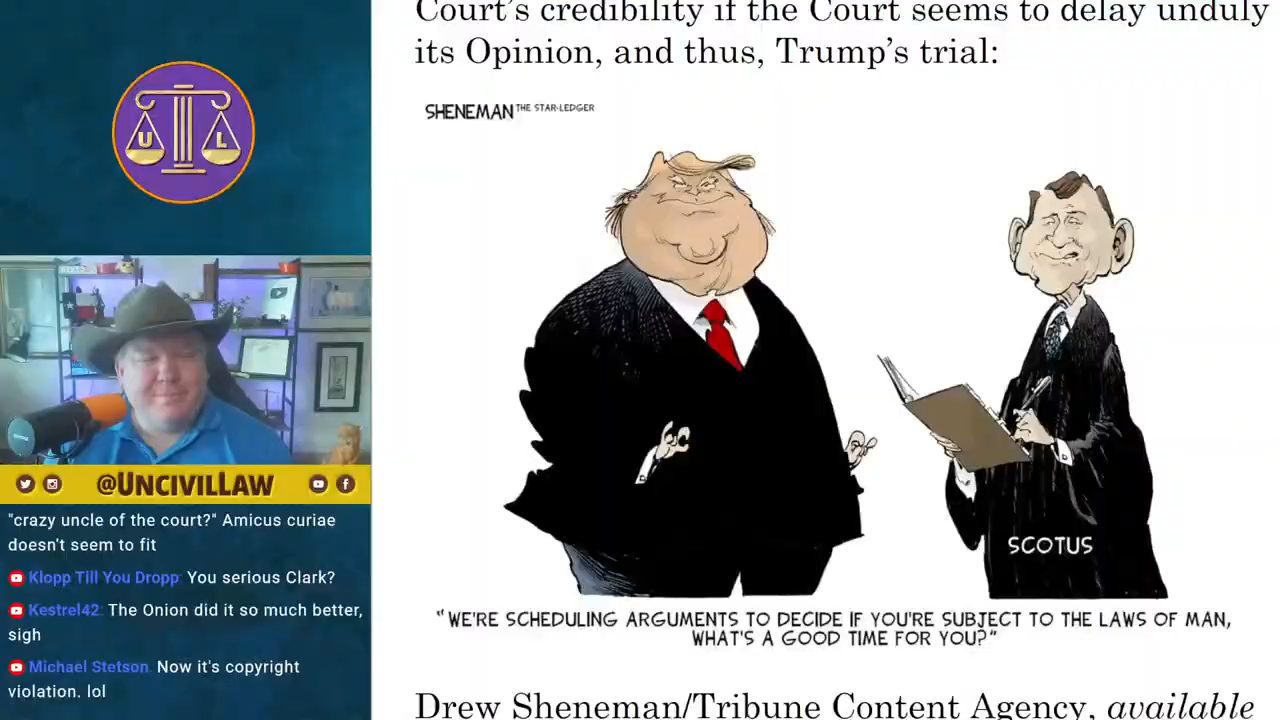 U L
@UNCIVILLAW
"crazy uncle of the court?" Amicus curiae
doesn't seem to fit
Klopp Till You Dropp: You serious Clark?
Kestrel42: The Onion did it so much better,
sigh
Michael Stetson: Now it's copyright
violation. lol
Court's credibility if the Court seems to delay unduly
its Opinion, and thus, Trump's trial:
SHENEMAN THE STAR-LEDGER
SCOTUS
"WE'RE SCHEDULING ARGUMENTS TO DECIDE IF YOU'RE SUBJECT TO THE LAWS OF MAN,
WHAT'S A GOOD TIME FOR YOU?"
Drew Sheneman/Tribune Content Agency, available